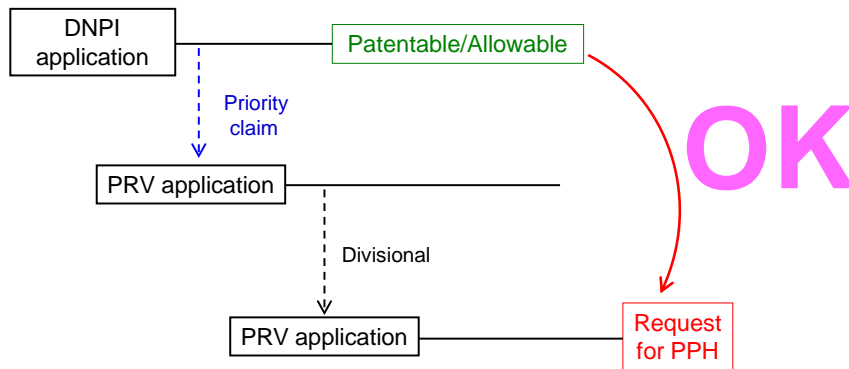 DNPI
application
Patentable/Allowable
Priority
claim
OK
PRV application
Divisional
PRV application
Request
for PPH